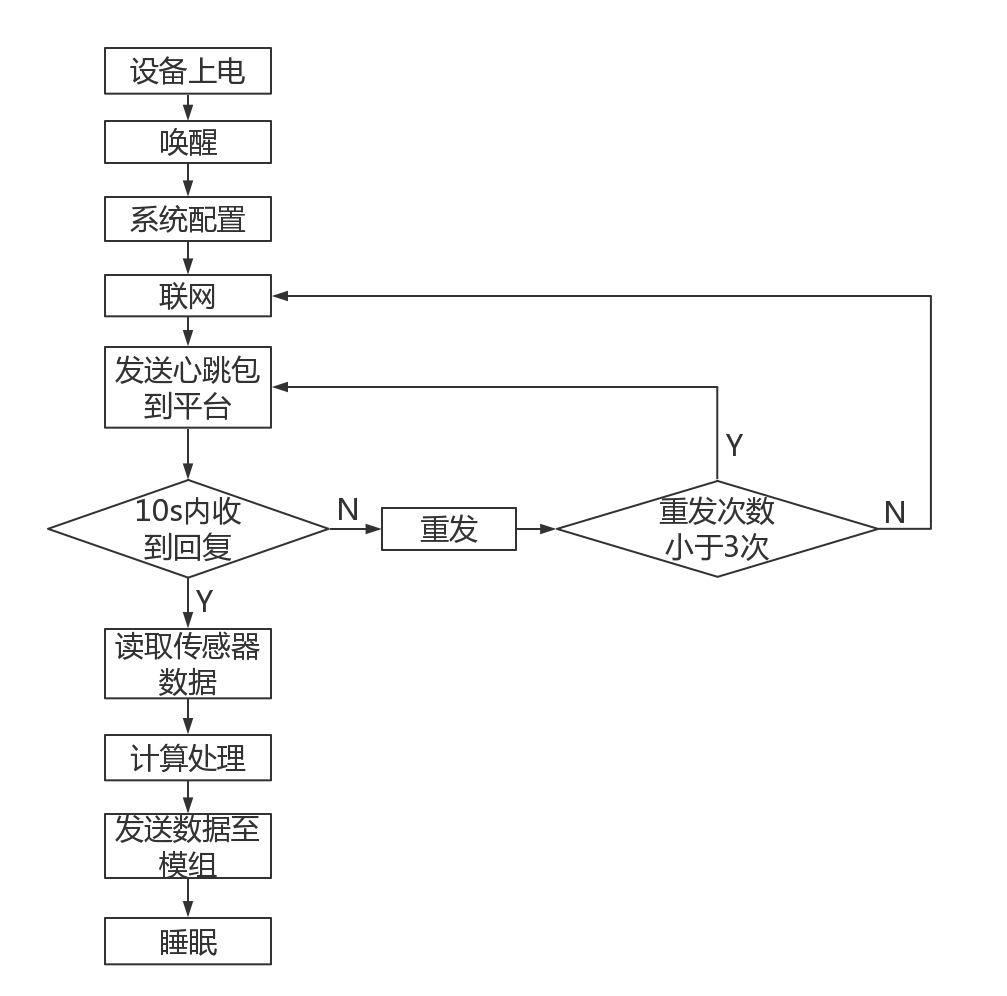 设备上电
唤醒
系统配置
联网
发送心跳包
到平台
Y
10s内收
到回复
N
重发
重发次数
小于3次
N
Y
读取传感器
数据
计算处理
发送数据至
模组
睡眠